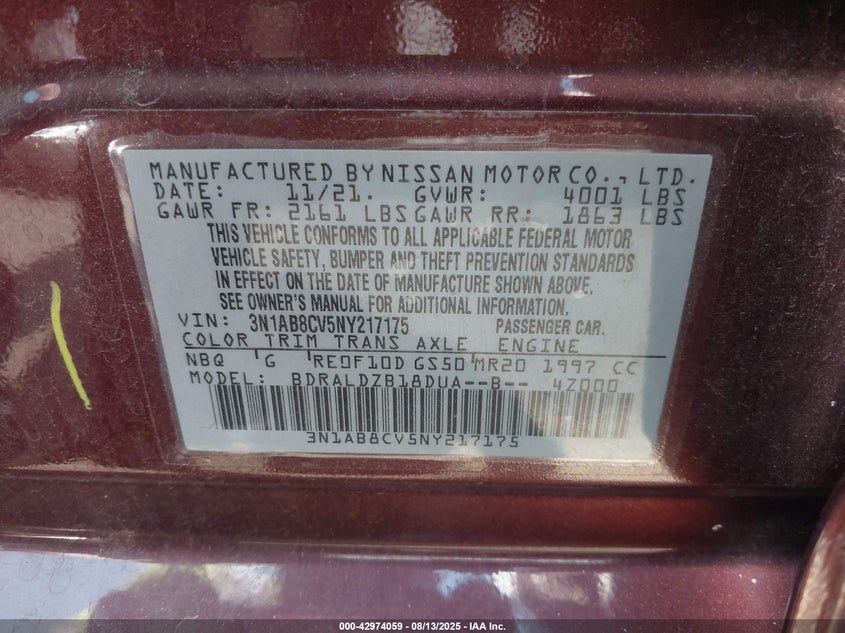 MANUFACTURED BY NISSAN MOTOR CO., LTD.
DATE: 11/21. GVWR: 4001 LBS
GAWR FR: 2161 LBS GAWR RR: 1863 LBS
THIS VEHICLE CONFORMS TO ALL APPLICABLE FEDERAL MOTOR
VEHICLE SAFETY, BUMPER AND THEFT PREVENTION STANDARDS
IN EFFECT ON THE DATE OF MANUFACTURE SHOWN ABOVE.
SEE OWNER'S MANUAL FOR ADDITIONAL INFORMATION.
VIN: 3N1AB8CV5NY217175 PASSENGER CAR.
COLOR TRIM TRANS AXLE ENGINE
NBQ G RE0F10D GS50 MR20 1997 CC
MODEL: BDRALDZB18DUA--B-- 4Z000
3N1AB8CV5NY217175
000-42974059 - 08/13/2025 - IAA Inc.